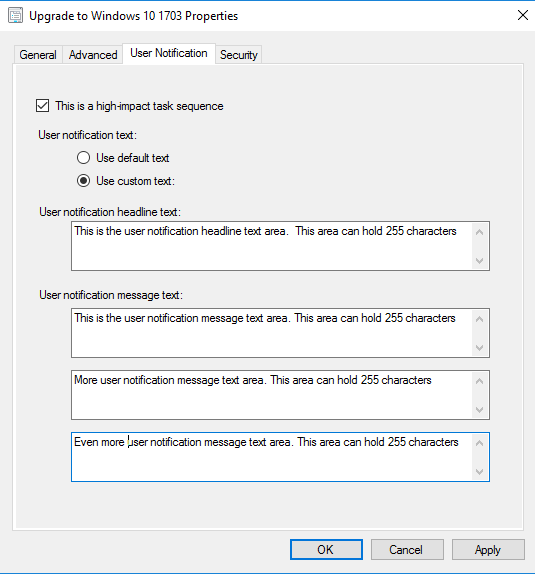 Upgrade to Windows 10 1703 Properties
General Advanced User Notification Security
This is a high-impact task sequence
User notification text:
Use default text
Use custom text:
User notification headline text:
This is the user notification headline text area.  This area can hold 255 characters
User notification message text:
This is the user notification message text area. This area can hold 255 characters
More user notification message text area. This area can hold 255 characters
Even more user notification message text area. This area can hold 255 characters
OK Cancel Apply